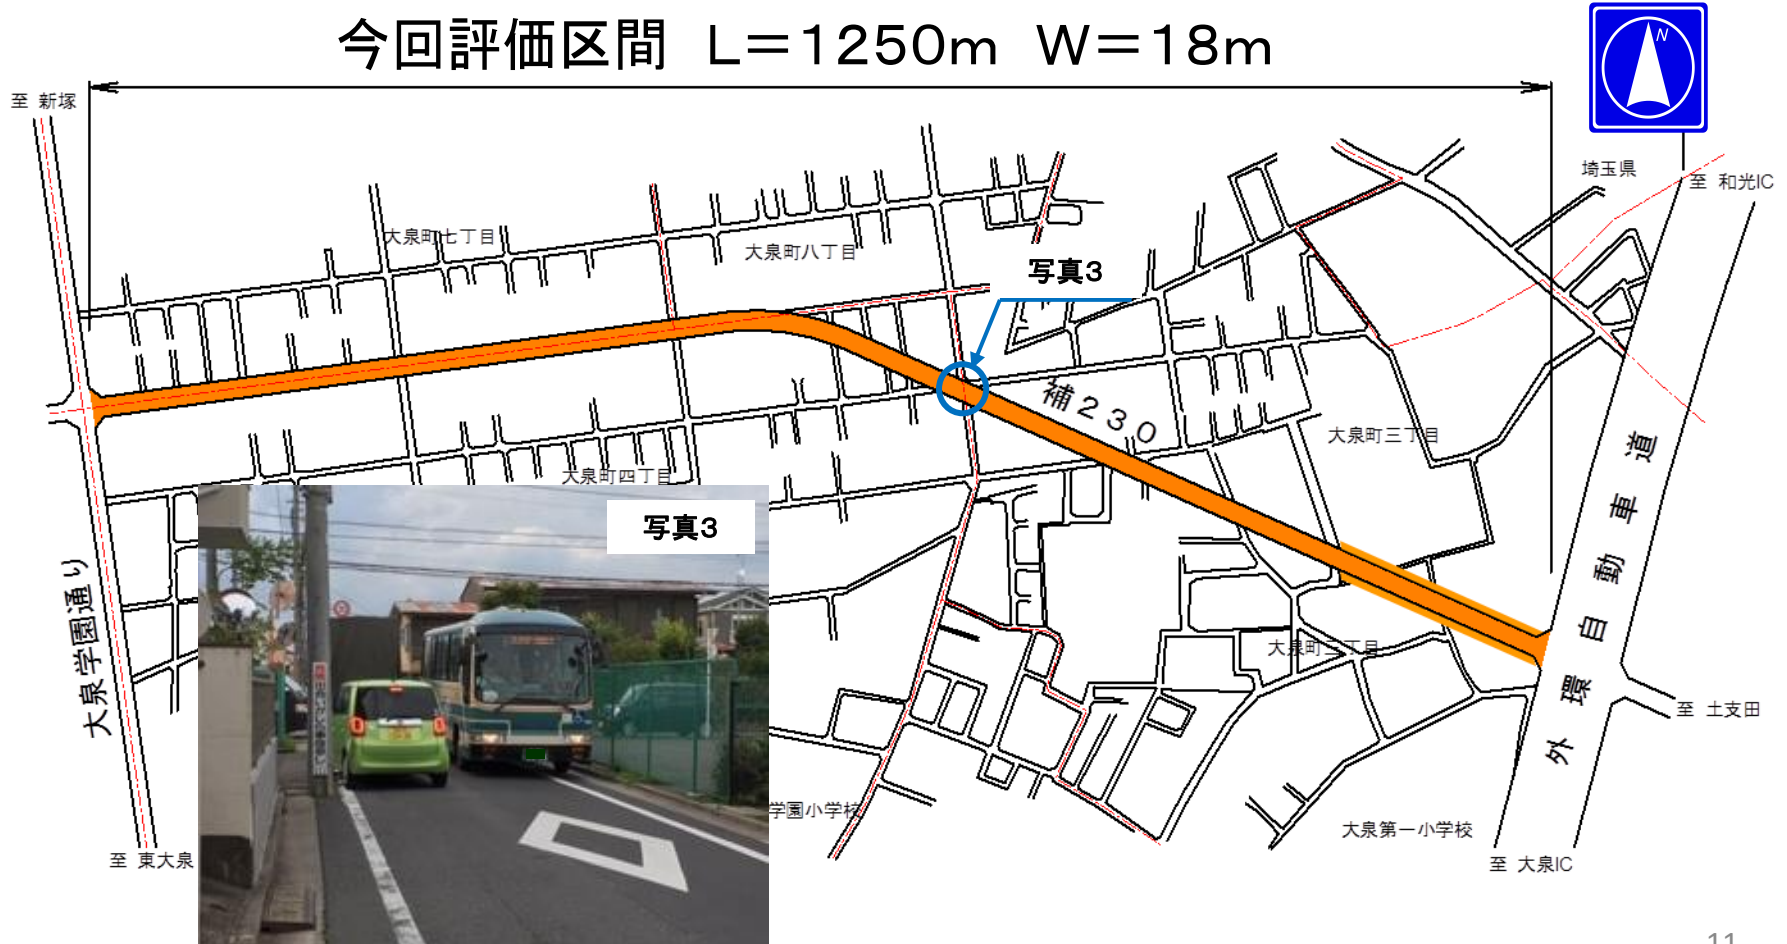 今回評価区間 L=1250m W=18m
N
至 新塚
埼玉県
至 和光IC
大泉町七丁目
大泉町八丁目
写真3
補230
大泉町三丁目
大泉町四丁目
写真3
大泉学園通り
外環自動車道
大泉町二丁目
至 土支田
学園小学校
大泉第一小学校
至 東大泉
至 大泉IC
11